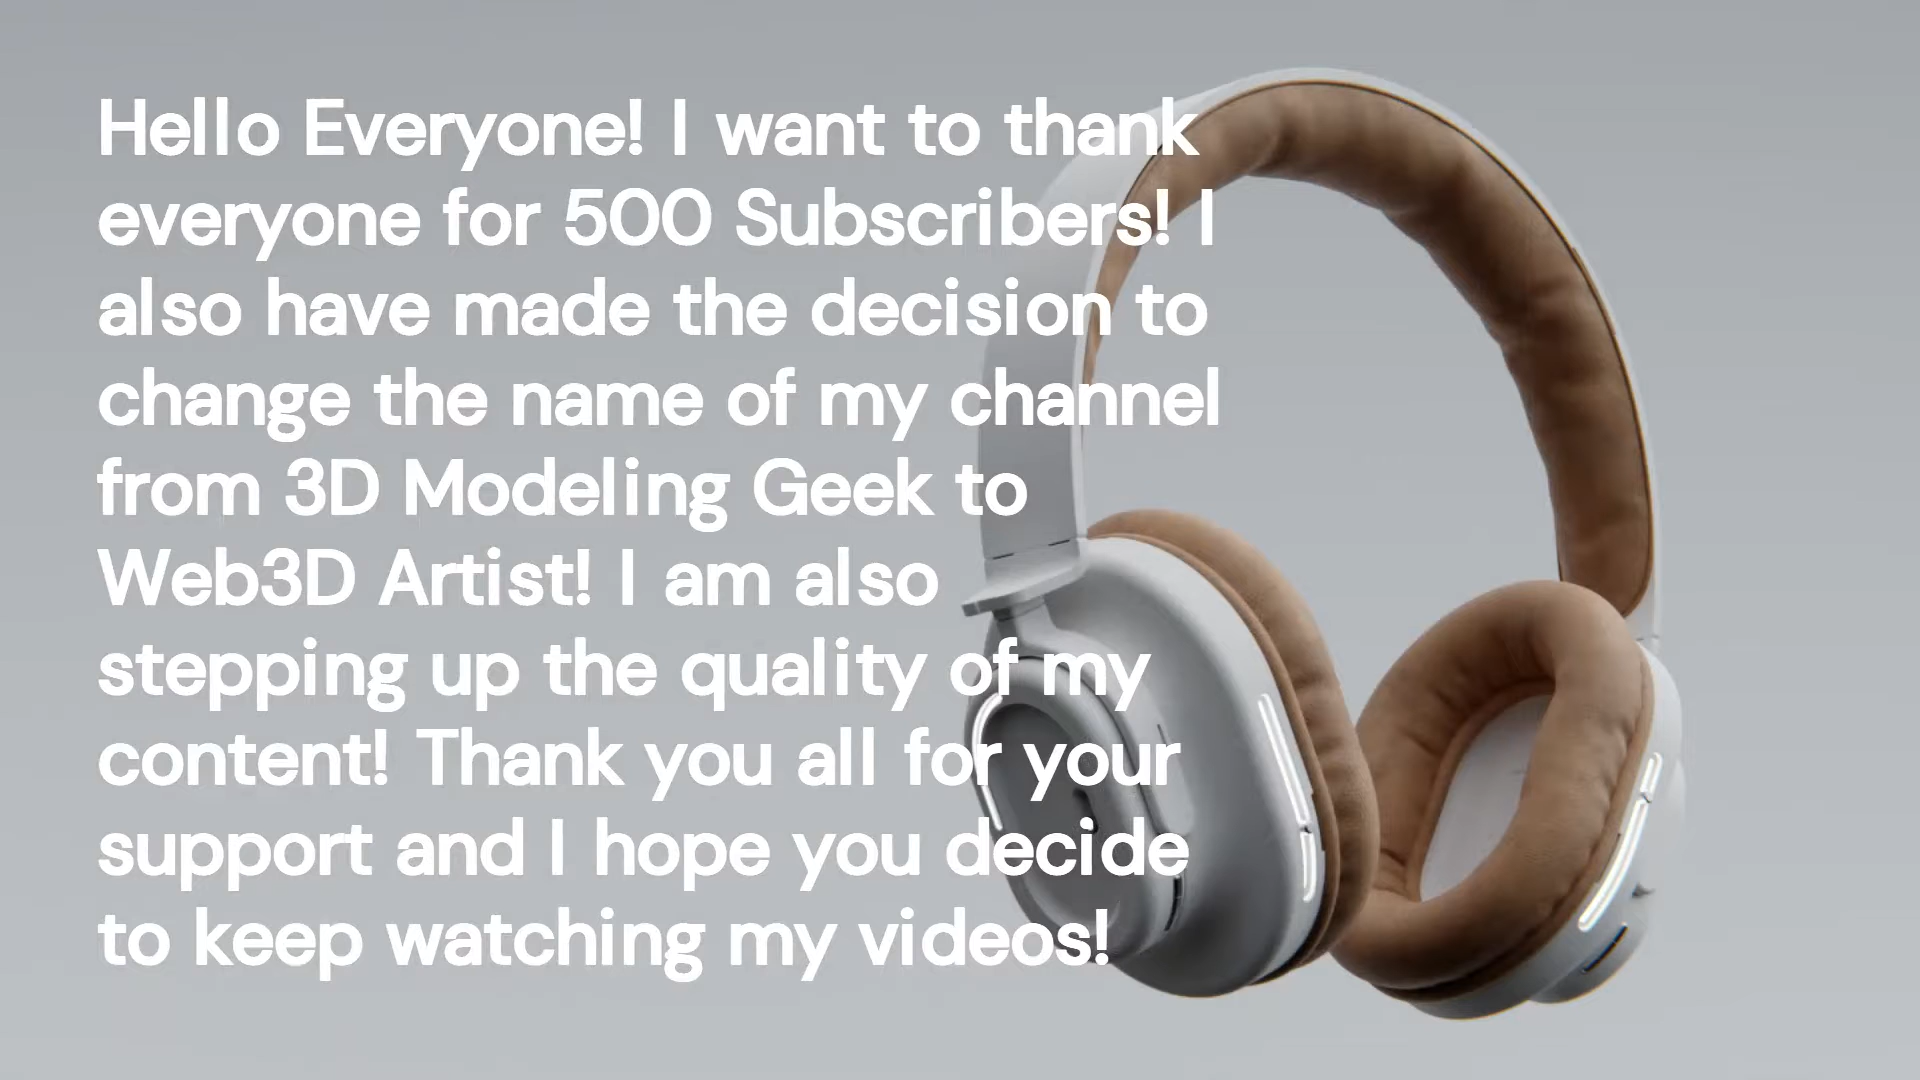 Hello Everyone! I want to thank
everyone for 500 Subscribers! I
also have made the decision to
change the name of my channel
from 3D Modeling Geek to
Web3D Artist! I am also
stepping up the quality of my
content! Thank you all for your
support and I hope you decide
to keep watching my videos!